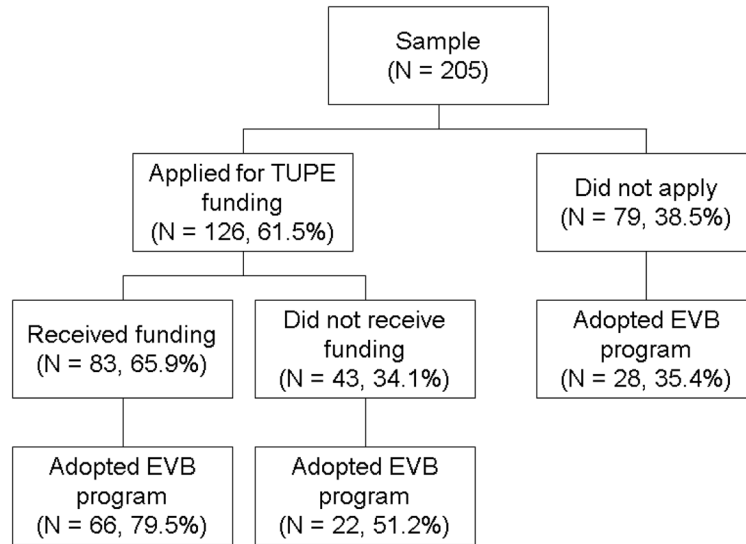 Sample
(N = 205)
Applied for TUPE
funding
(N = 126, 61.5%)
Did not apply
(N = 79, 38.5%)
Received funding
(N = 83, 65.9%)
Did not receive
funding
(N = 43, 34.1%)
Adopted EVB
program
(N = 28, 35.4%)
Adopted EVB
program
(N = 66, 79.5%)
Adopted EVB
program
(N = 22, 51.2%)